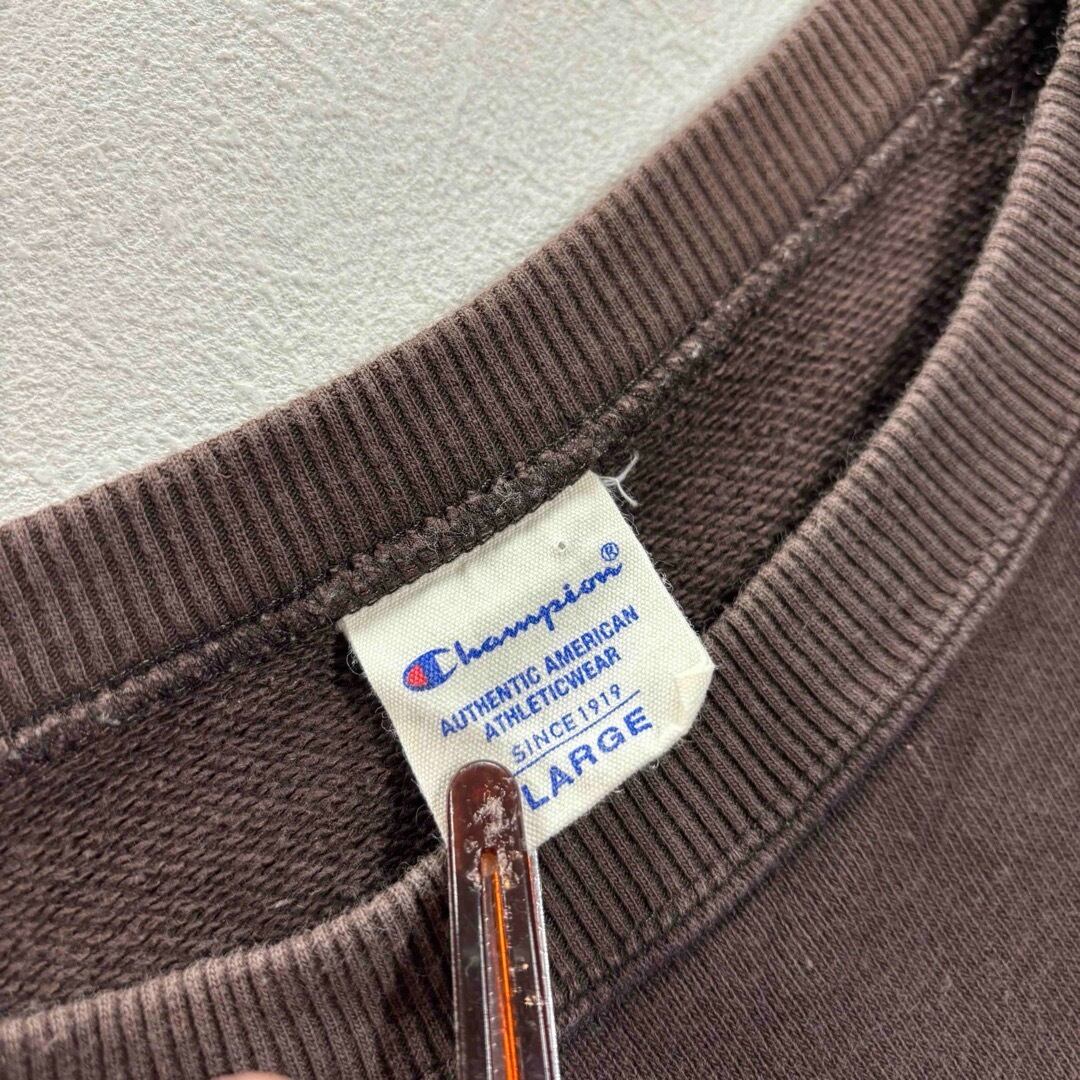 Champion®
AUTHENTIC AMERICAN
ATHLETICWEAR
SINCE 1919
LARGE